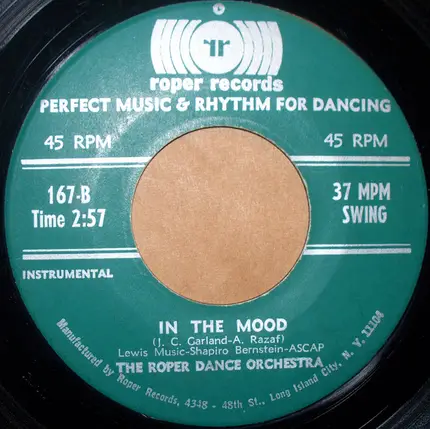 rr
roper records
PERFECT MUSIC & RHYTHM FOR DANCING
45 RPM
45 RPM
167-B
Time 2:57
37 MPM
SWING
INSTRUMENTAL
IN THE MOOD
(J. C. Garland-A. Razaf)
Lewis Music-Shapiro Bernstein-ASCAP
THE ROPER DANCE ORCHESTRA
Manufactured by Roper Records, 4348 - 48th St., Long Island City, N. Y. 11104